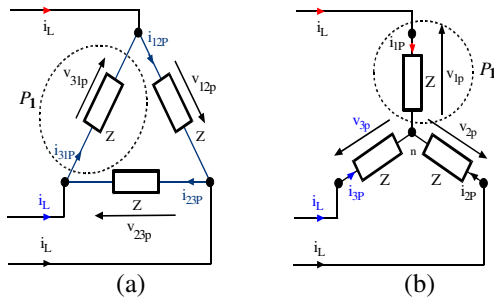 i_L
i_12P
v_31p
v_12p
P_1
Z
Z
i_31P
i_23P
i_L
Z
v_23p
i_L
(a)
i_L
i_1P
v_1p
P_1
Z
v_3p
v_2p
n
Z
Z
i_L
i_3P
i_2P
i_L
(b)